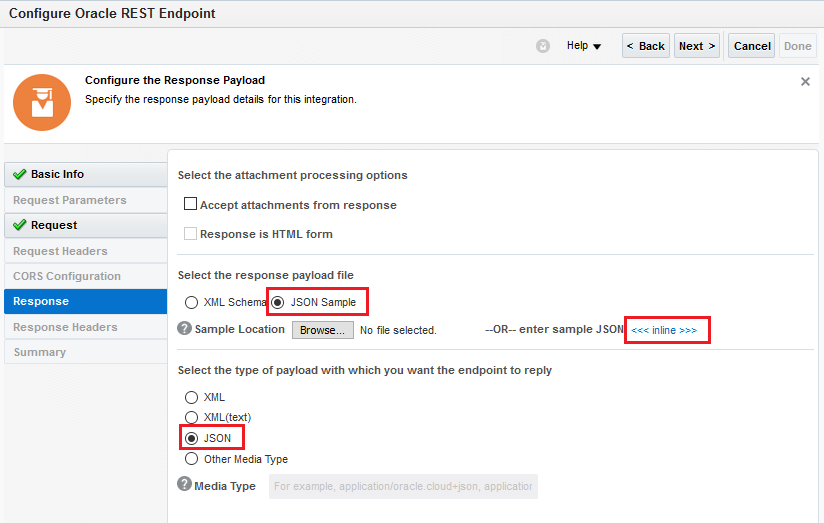 Configure Oracle REST Endpoint
Help
< Back
Next >
Cancel
Done
Configure the Response Payload
Specify the response payload details for this integration.
Basic Info
Request Parameters
Request
Request Headers
CORS Configuration
Response
Response Headers
Summary
Select the attachment processing options
Accept attachments from response
Response is HTML form
Select the response payload file
XML Schema JSON Sample
? Sample Location Browse... No file selected. --OR-- enter sample JSON <<< inline >>>
Select the type of payload with which you want the endpoint to reply
XML
XML(text)
JSON
Other Media Type
? Media Type For example, application/oracle.cloud+json, application